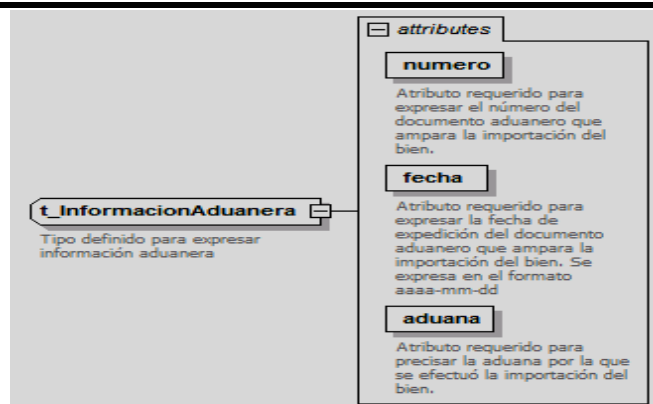 attributes
numero
Atributo requerido para
expresar el número del
documento aduanero que
ampara la importación del
bien.
fecha
Atributo requerido para
expresar la fecha de
expedición del documento
aduanero que ampara la
importación del bien. Se
expresa en el formato
aaaa-mm-dd
t_InformacionAduanera
Tipo definido para expresar
información aduanera
aduana
Atributo requerido para
precisar la aduana por la que
se efectuó la importación del
bien.